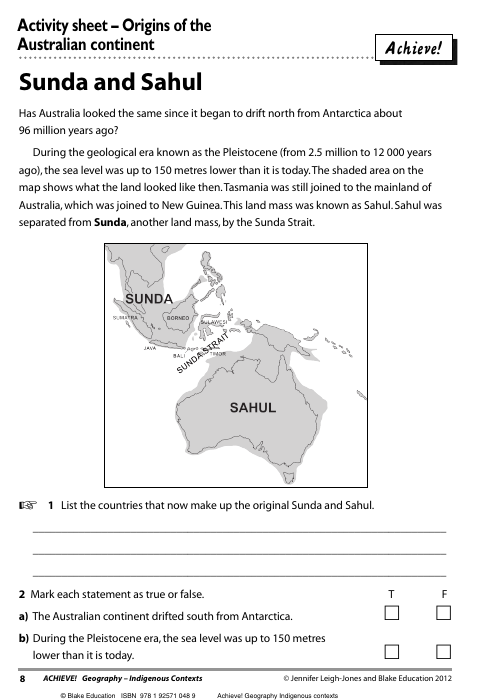 Activity sheet – Origins of the
Australian continent
Achieve!
Sunda and Sahul
Has Australia looked the same since it began to drift north from Antarctica about
96 million years ago?
During the geological era known as the Pleistocene (from 2.5 million to 12 000 years
ago), the sea level was up to 150 metres lower than it is today. The shaded area on the
map shows what the land looked like then. Tasmania was still joined to the mainland of
Australia, which was joined to New Guinea. This land mass was known as Sahul. Sahul was
separated from Sunda, another land mass, by the Sunda Strait.
SUNDA
SUMATRA
BORNEO
SULAWESI
JAVA
BALI
TIMOR
SUNDA STRAIT
SAHUL
1 List the countries that now make up the original Sunda and Sahul.
2 Mark each statement as true or false. T F
a) The Australian continent drifted south from Antarctica.
b) During the Pleistocene era, the sea level was up to 150 metres
lower than it is today.
8 ACHIEVE! Geography – Indigenous Contexts © Jennifer Leigh-Jones and Blake Education 2012
© Blake Education ISBN 978 1 92571 048 9 Achieve! Geography Indigenous contexts